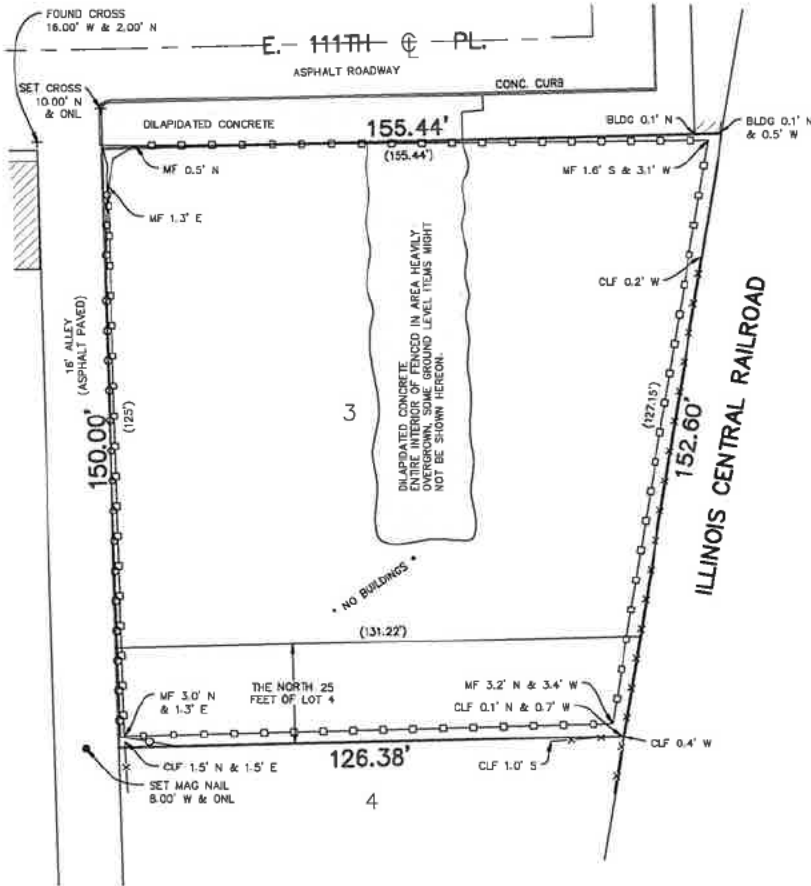 FOUND CROSS
16.00' W & 2.00' N
E. 111TH ℄ PL.
ASPHALT ROADWAY
SET CROSS
10.00' N
& ONL
CONC. CURB
DILAPIDATED CONCRETE
155.44'
(155.44')
BLDG 0.1' N
BLDG 0.1' N
& 0.5' W
MF 0.5' N
MF 1.6' S & 3.1' W
MF 1.3' E
CLF 0.2' W
16' ALLEY
(ASPHALT PAVED)
150.00'
(125')
3
DILAPIDATED CONCRETE
ENTIRE INTERIOR OF FENCED IN AREA HEAVILY
OVERGROWN, SOME GROUND LEVEL ITEMS MIGHT
NOT BE SHOWN HEREON.
(127.15')
152.60'
ILLINOIS CENTRAL RAILROAD
* NO BUILDINGS *
(131.22')
THE NORTH 25
FEET OF LOT 4
MF 3.0' N
& 1.3' E
MF 3.2' N & 3.4' W
CLF 0.1' N & 0.7' W
CLF 0.4' W
126.38'
CLF 1.0' S
CLF 1.5' N & 1.5' E
SET MAG NAIL
8.00' W & ONL
4